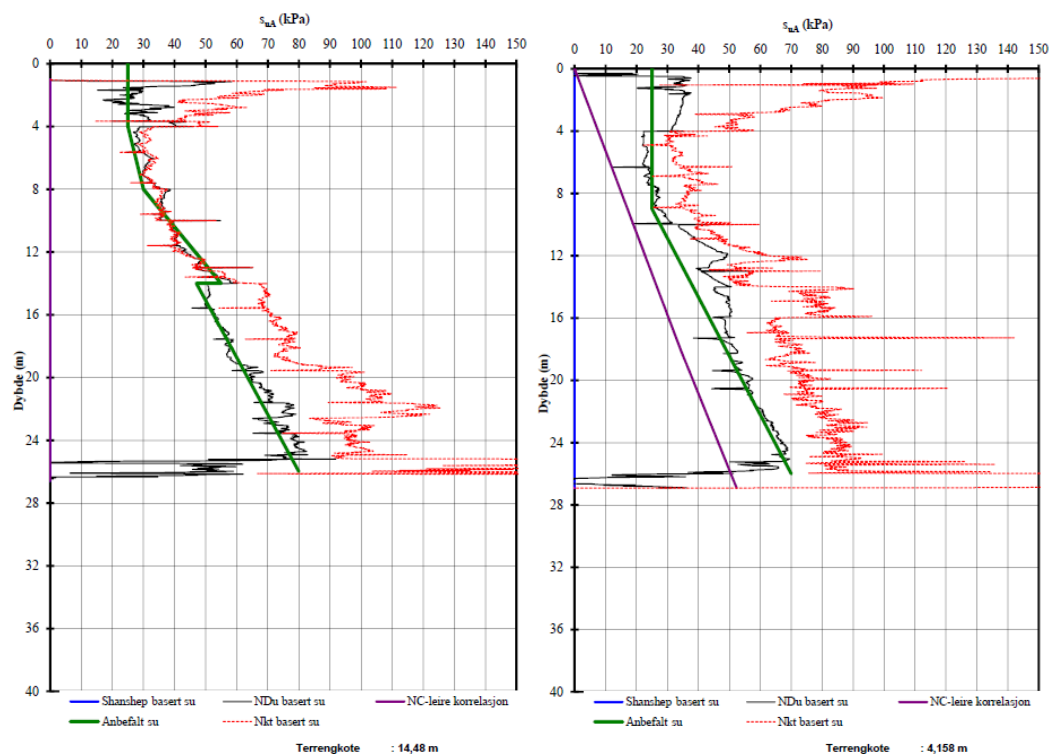 s_uA (kPa)
0 10 20 30 40 50 60 70 80 90 100 110 120 130 140 150
Dybde (m)
0
4
8
12
16
20
24
28
32
36
40
Shanshep basert su
NDu basert su
NC-leire korrelasjon
Anbefalt su
Nkt basert su
Terrengkote : 14,48 m
s_uA (kPa)
0 10 20 30 40 50 60 70 80 90 100 110 120 130 140 150
Dybde (m)
0
4
8
12
16
20
24
28
32
36
40
Shanshep basert su
NDu basert su
NC-leire korrelasjon
Anbefalt su
Nkt basert su
Terrengkote : 4,158 m